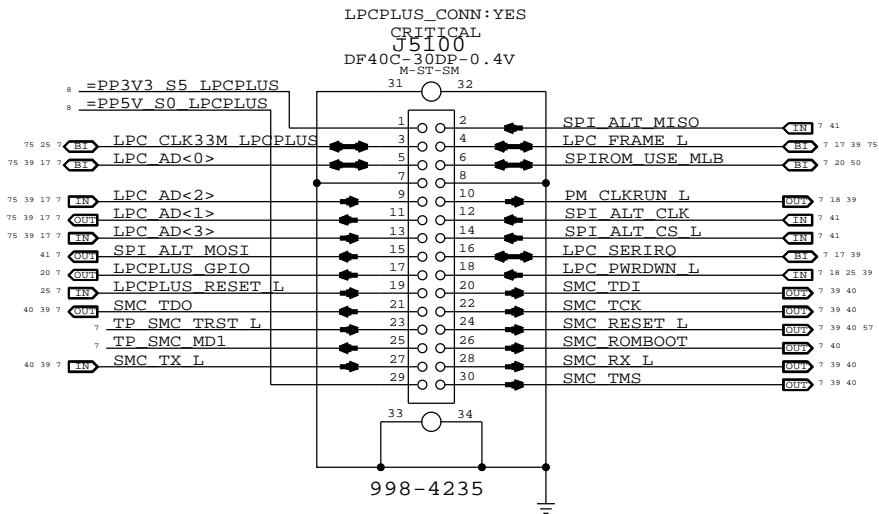 LPCPLUS_CONN:YES
CRITICAL
J5100
DF40C-30DP-0.4V
M-ST-SM
31 32
8 =PP3V3_S5_LPCPLUS
8 =PP5V_S0_LPCPLUS
1 2 SPI_ALT_MISO IN 7 41
75 25 7 BI LPC_CLK33M_LPCPLUS 3 4 LPC_FRAME_L BI 7 17 39 75
75 39 17 7 BI LPC_AD<0> 5 6 SPIROM_USE_MLB BI 7 20 50
7 8
75 39 17 7 IN LPC_AD<2> 9 10 PM_CLKRUN_L OUT 7 18 39
75 39 17 7 OUT LPC_AD<1> 11 12 SPI_ALT_CLK IN 7 41
75 39 17 7 IN LPC_AD<3> 13 14 SPI_ALT_CS_L IN 7 41
41 7 OUT SPI_ALT_MOSI 15 16 LPC_SERIRQ BI 7 17 39
20 7 OUT LPCPLUS_GPIO 17 18 LPC_PWRDWN_L IN 7 18 25 39
25 7 IN LPCPLUS_RESET_L 19 20 SMC_TDI OUT 7 39 40
40 39 7 OUT SMC_TDO 21 22 SMC_TCK OUT 7 39 40
7 TP_SMC_TRST_L 23 24 SMC_RESET_L OUT 7 39 40 57
7 TP_SMC_MD1 25 26 SMC_ROMBOOT OUT 7 40
40 39 7 IN SMC_TX_L 27 28 SMC_RX_L OUT 7 39 40
29 30 SMC_TMS OUT 7 39 40
33 34
998-4235